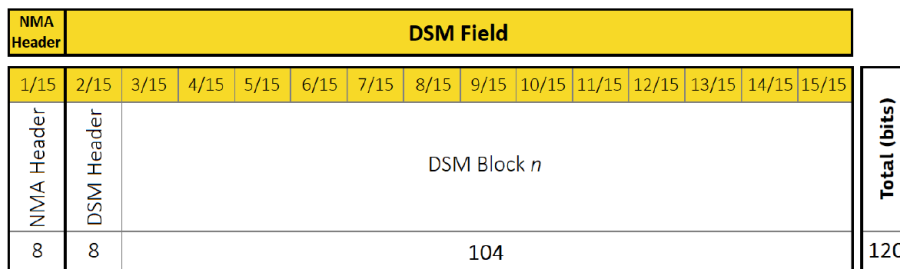 NMA
Header
DSM Field
1/15 2/15 3/15 4/15 5/15 6/15 7/15 8/15 9/15 10/15 11/15 12/15 13/15 14/15 15/15
NMA Header
DSM Header
DSM Block n
Total (bits)
8 8 104 120